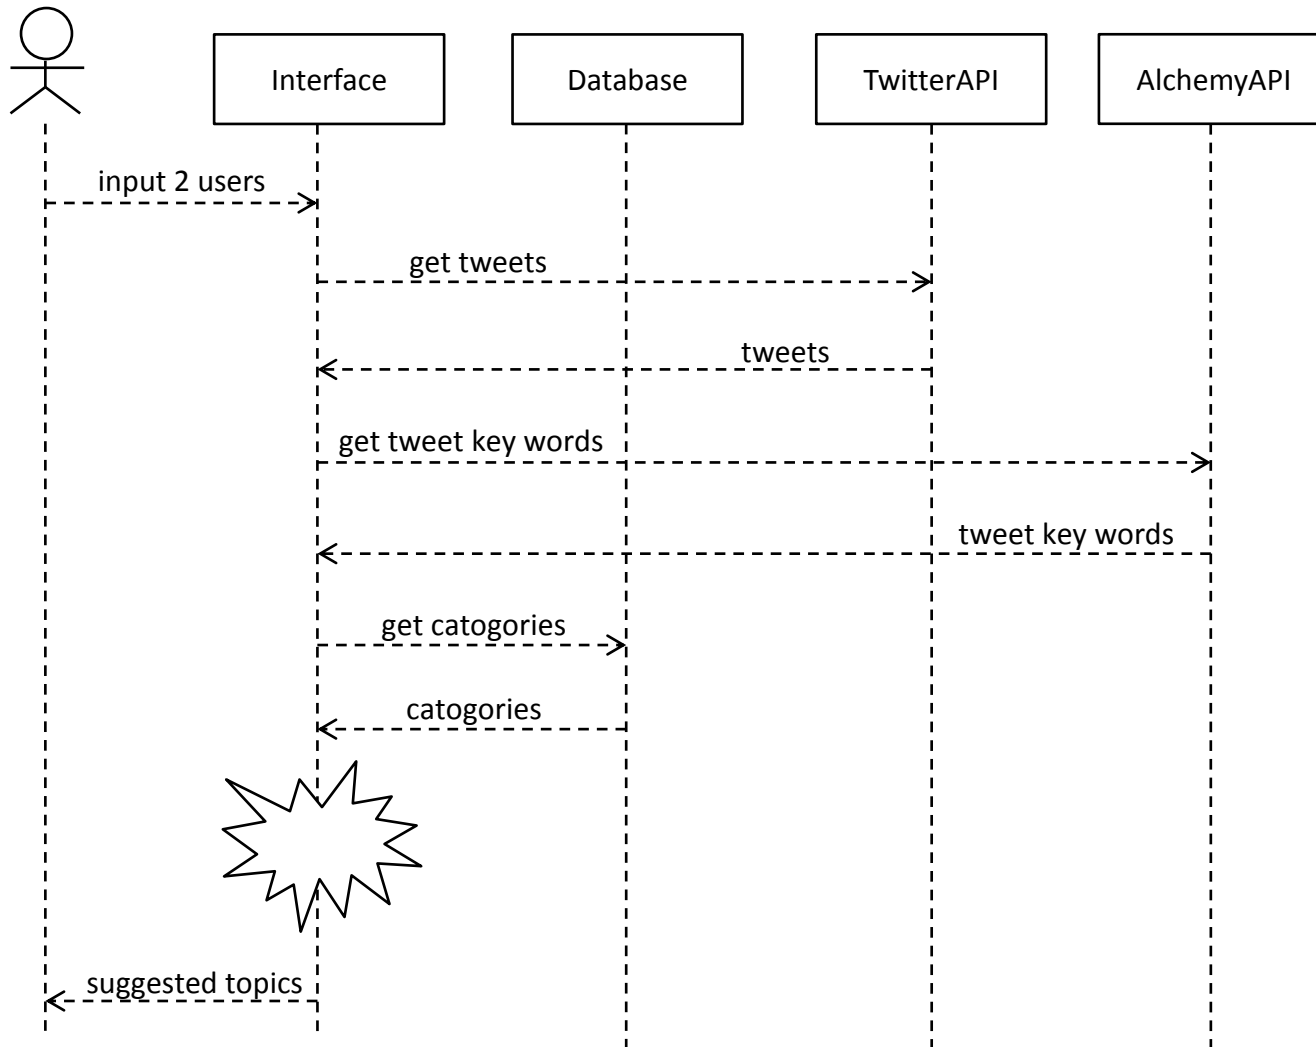 Interface
Database
TwitterAPI
AlchemyAPI
input 2 users
get tweets
tweets
get tweet key words
tweet key words
get catogories
catogories
suggested topics